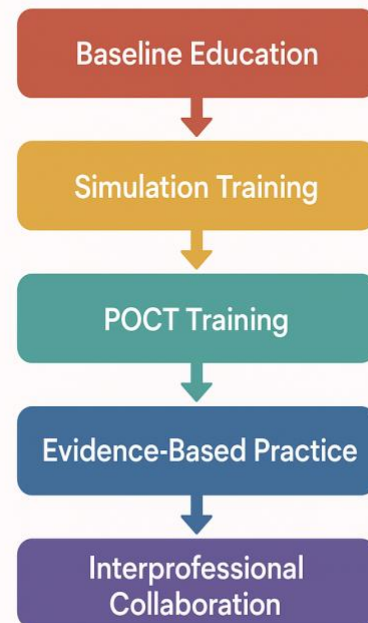 Baseline Education
Simulation Training
POCT Training
Evidence-Based Practice
Interprofessional
Collaboration